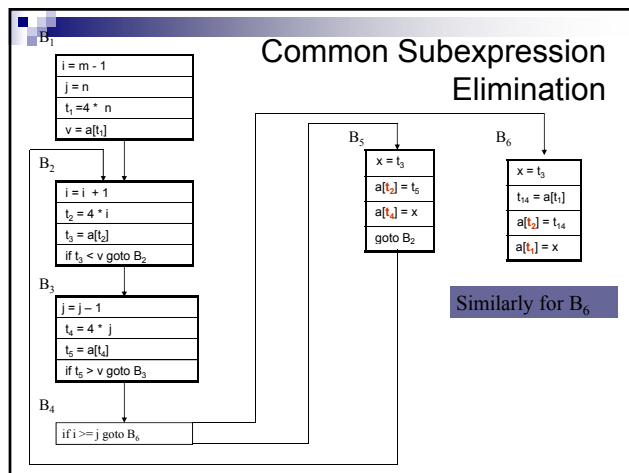 Common Subexpression
Elimination
B₁
i = m - 1
j = n
t₁ =4 * n
v = a[t₁]
B₂
i = i + 1
t₂ = 4 * i
t₃ = a[t₂]
if t₃ < v goto B₂
B₃
j = j – 1
t₄ = 4 * j
t₅ = a[t₄]
if t₅ > v goto B₃
B₄
if i >= j goto B₆
B₅
x = t₃
a[t₂] = t₅
a[t₄] = x
goto B₂
B₆
x = t₃
t₁₄ = a[t₁]
a[t₂] = t₁₄
a[t₁] = x
Similarly for B₆